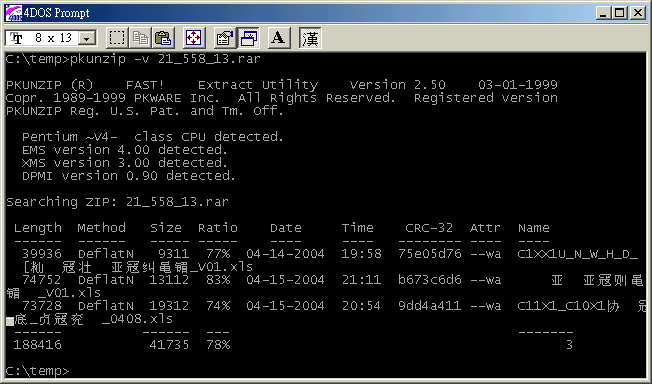 4DOS Prompt
8 x 13
A 漢
C:\temp>pkunzip -v 21_558_13.rar
PKUNZIP (R)    FAST!    Extract Utility    Version 2.50    03-01-1999
Copr. 1989-1999 PKWARE Inc.  All Rights Reserved.  Registered version
PKUNZIP Reg. U.S. Pat. and Tm. Off.
Pentium ~V4-  class CPU detected.
EMS version 4.00 detected.
XMS version 3.00 detected.
DPMI version 0.90 detected.
Searching ZIP: 21_558_13.rar
Length  Method   Size  Ratio    Date     Time    CRC-32  Attr  Name
------  ------   ----  -----    ----     ----    ------  ----  ----
39936  DeflatN   9311  77%  04-14-2004  19:58  75e05d76 --wa  C1XX1U_N_W_H_D_
冠壮  亚冠纠黾镅_V01.xls
74752  DeflatN  13112  83%  04-15-2004  21:11  b673c6d6 --wa  亚  亚冠则黾
镅  _V01.xls
73728  DeflatN  19312  74%  04-15-2004  20:54  9dd4a411 --wa  C11X1_C10X1协  冠
底_贞冠兖  _0408.xls
------          ------  ---                                  -------
188416           41735  78%                                        3
C:\temp>